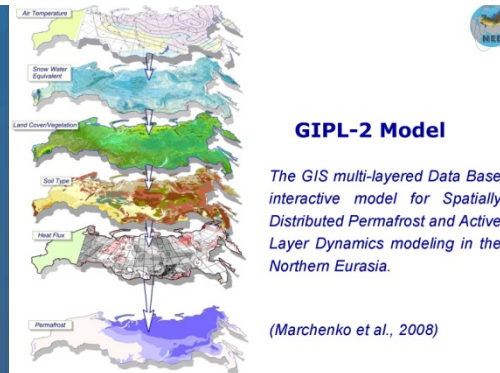 Air Temperature
Snow Water
Equivalent
Land Cover/Vegetation
Soil Type
Heat Flux
Permafrost
NEE
GIPL-2 Model
The GIS multi-layered Data Base
interactive model for Spatially
Distributed Permafrost and Active
Layer Dynamics modeling in the
Northern Eurasia.
(Marchenko et al., 2008)